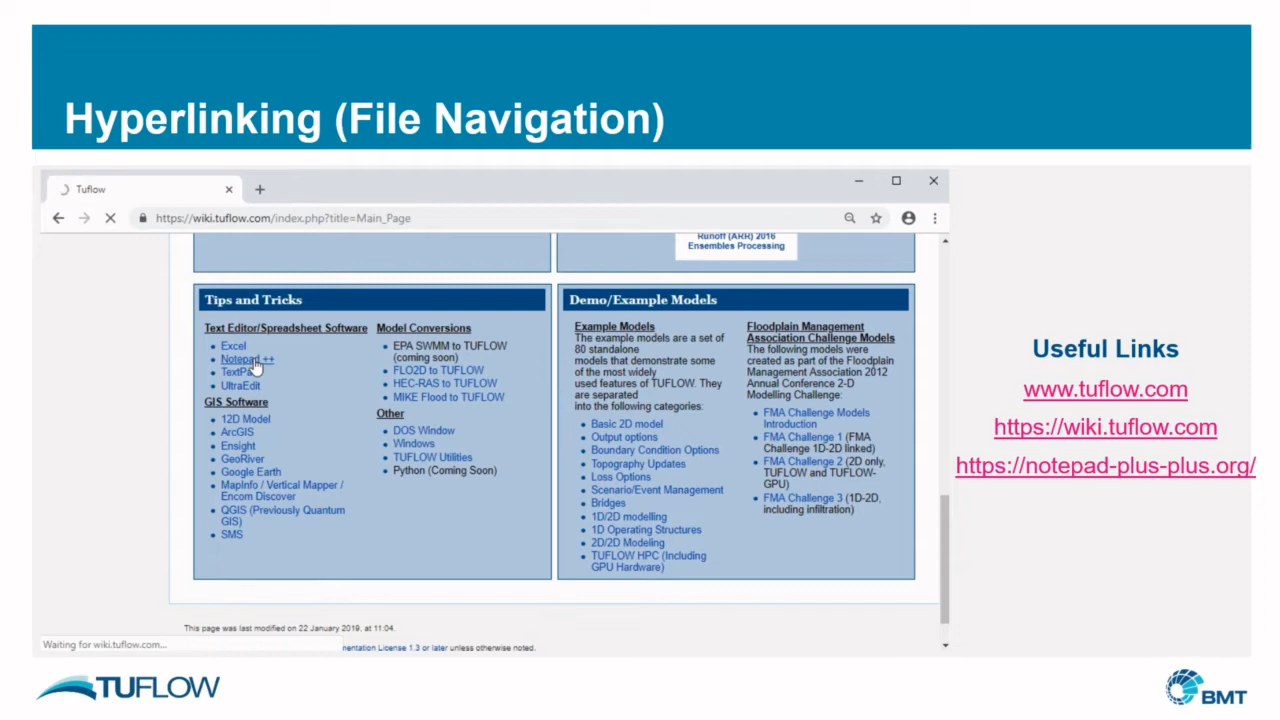 Hyperlinking (File Navigation)
Tuflow
https://wiki.tuflow.com/index.php?title=Main_Page
Runoff (ARR) 2016
Ensembles Processing
Tips and Tricks
Text Editor/Spreadsheet Software
Excel
Notepad ++
UltraEdit
GIS Software
12D Model
ArcGIS
Ensight
GeoRiver
Google Earth
MapInfo / Vertical Mapper /
Encom Discover
QGIS (Previously Quantum
GIS)
SMS
Model Conversions
EPA SWMM to TUFLOW
(coming soon)
FLO2D to TUFLOW
HEC-RAS to TUFLOW
MIKE Flood to TUFLOW
Other
DOS Window
Windows
TUFLOW Utilities
Python (Coming Soon)
Demo/Example Models
Example Models
The example models are a set of
80 standalone
models that demonstrate some
of the most widely
used features of TUFLOW. They
are separated
into the following categories:
Basic 2D model
Output options
Boundary Condition Options
Topography Updates
Loss Options
Scenario/Event Management
Bridges
1D/2D modelling
1D Operating Structures
2D/2D Modeling
TUFLOW HPC (Including
GPU Hardware)
Floodplain Management
Association Challenge Models
The following models were
created as part of the Floodplain
Management Association 2012
Annual Conference 2-D
Modelling Challenge:
FMA Challenge Models
Introduction
FMA Challenge 1 (FMA
Challenge 1D-2D linked)
FMA Challenge 2 (2D only,
TUFLOW and TUFLOW-
GPU)
FMA Challenge 3 (1D-2D,
including infiltration)
This page was last modified on 22 January 2019, at 11:04.
Waiting for wiki.tuflow.com...
mentation License 1.3 or later unless otherwise noted.
Useful Links
www.tuflow.com
https://wiki.tuflow.com
https://notepad-plus-plus.org/
TUFLOW
BMT